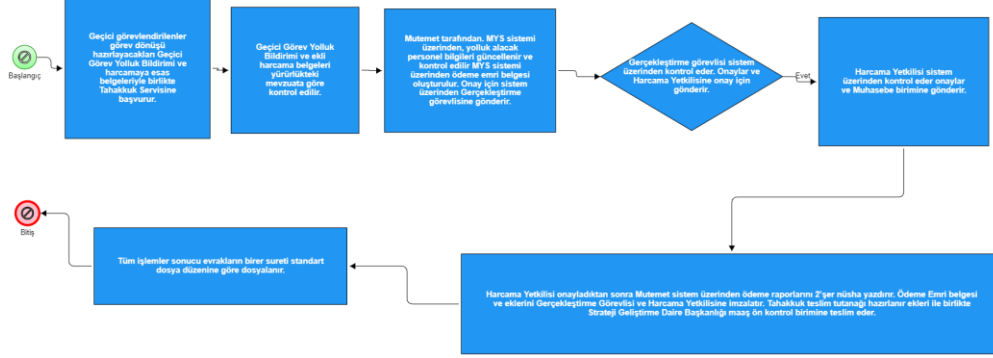 Başlangıç
Geçici görevlendirilenler
görev dönüşü
hazırlayacakları Geçici
Görev Yolluk Bildirimi ve
harcamaya esas
belgeleriyle birlikte
Tahakkuk Servisine
başvurur.
Geçici Görev Yolluk
Bildirimi ve ekli
harcama belgeleri
yürürlükteki
mevzuata göre
kontrol edilir.
Mutemet tarafından. MYS sistemi
üzerinden, yolluk alacak
personel bilgileri güncellenir ve
kontrol edilir MYS sistemi
üzerinden ödeme emri belgesi
oluşturulur. Onay için sistem
üzerinden Gerçekleştirme
görevlisine gönderir.
Gerçekleştirme görevlisi sistem
üzerinden kontrol eder. Onaylar ve
Harcama Yetkilisine onay için
gönderir.
Evet
Harcama Yetkilisi sistem
üzerinden kontrol eder onaylar
ve Muhasebe birimine gönderir.
Harcama Yetkilisi onayladıktan sonra Mutemet sistem üzerinden ödeme raporlarını 2'şer nüsha yazdırır. Ödeme Emri belgesi
ve eklerini Gerçekleştirme Görevlisi ve Harcama Yetkilisine imzalatır. Tahakkuk teslim tutanağı hazırlanır ekleri ile birlikte
Strateji Geliştirme Daire Başkanlığı maaş ön kontrol birimine teslim eder.
Tüm işlemler sonucu evrakların birer sureti standart
dosya düzenine göre dosyalanır.
Bitiş